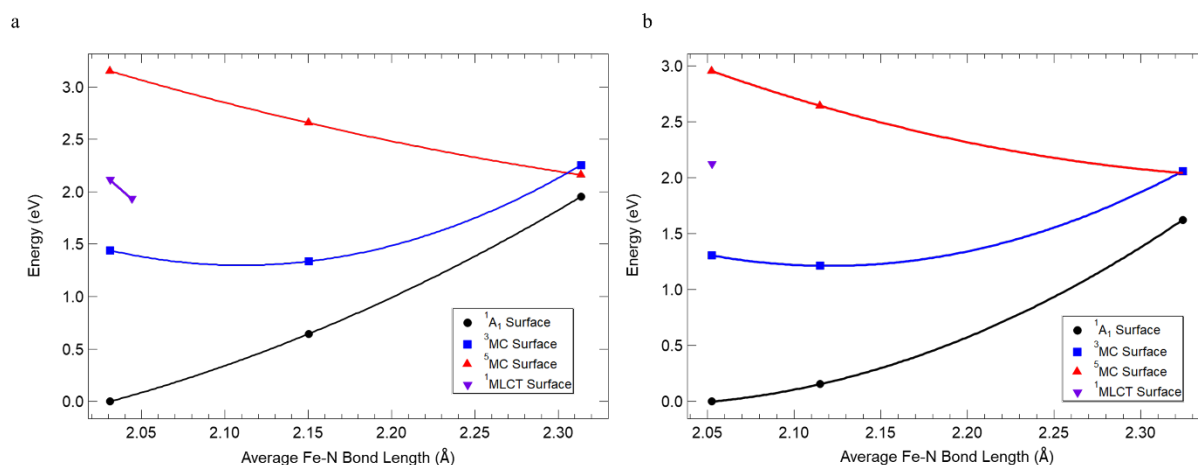 a
b
3.0
2.5
2.0
1.5
1.0
0.5
0.0
Energy (eV)
2.05 2.10 2.15 2.20 2.25 2.30
Average Fe-N Bond Length (Å)
¹A₁ Surface
³MC Surface
⁵MC Surface
¹MLCT Surface
3.0
2.5
2.0
1.5
1.0
0.5
0.0
Energy (eV)
2.05 2.10 2.15 2.20 2.25 2.30
Average Fe-N Bond Length (Å)
¹A₁ Surface
³MC Surface
⁵MC Surface
¹MLCT Surface